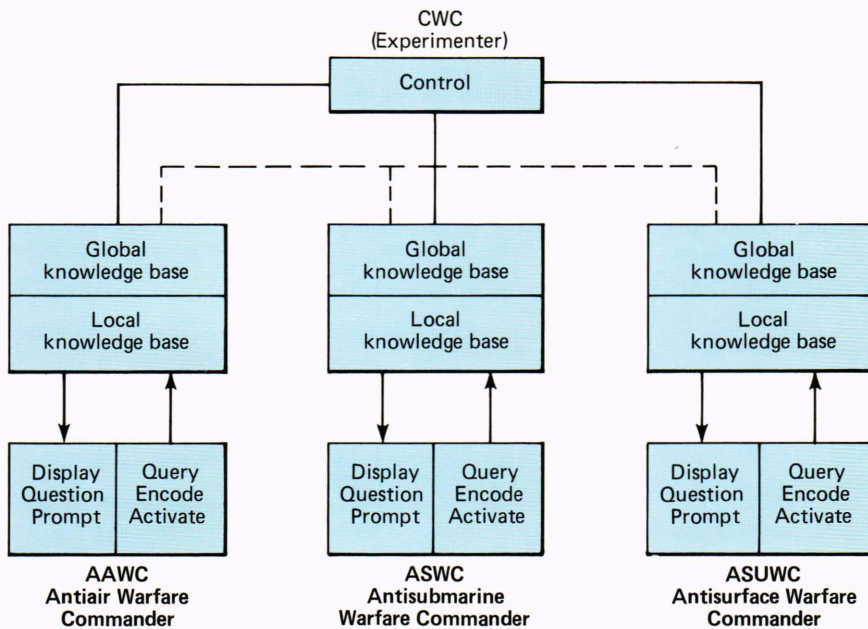 CWC
(Experimenter)
Control
Global
knowledge base
Local
knowledge base
Display
Question
Prompt
Query
Encode
Activate
AAWC
Antiair Warfare
Commander
Global
knowledge base
Local
knowledge base
Display
Question
Prompt
Query
Encode
Activate
ASWC
Antisubmarine
Warfare Commander
Global
knowledge base
Local
knowledge base
Display
Question
Prompt
Query
Encode
Activate
ASUWC
Antisurface Warfare
Commander